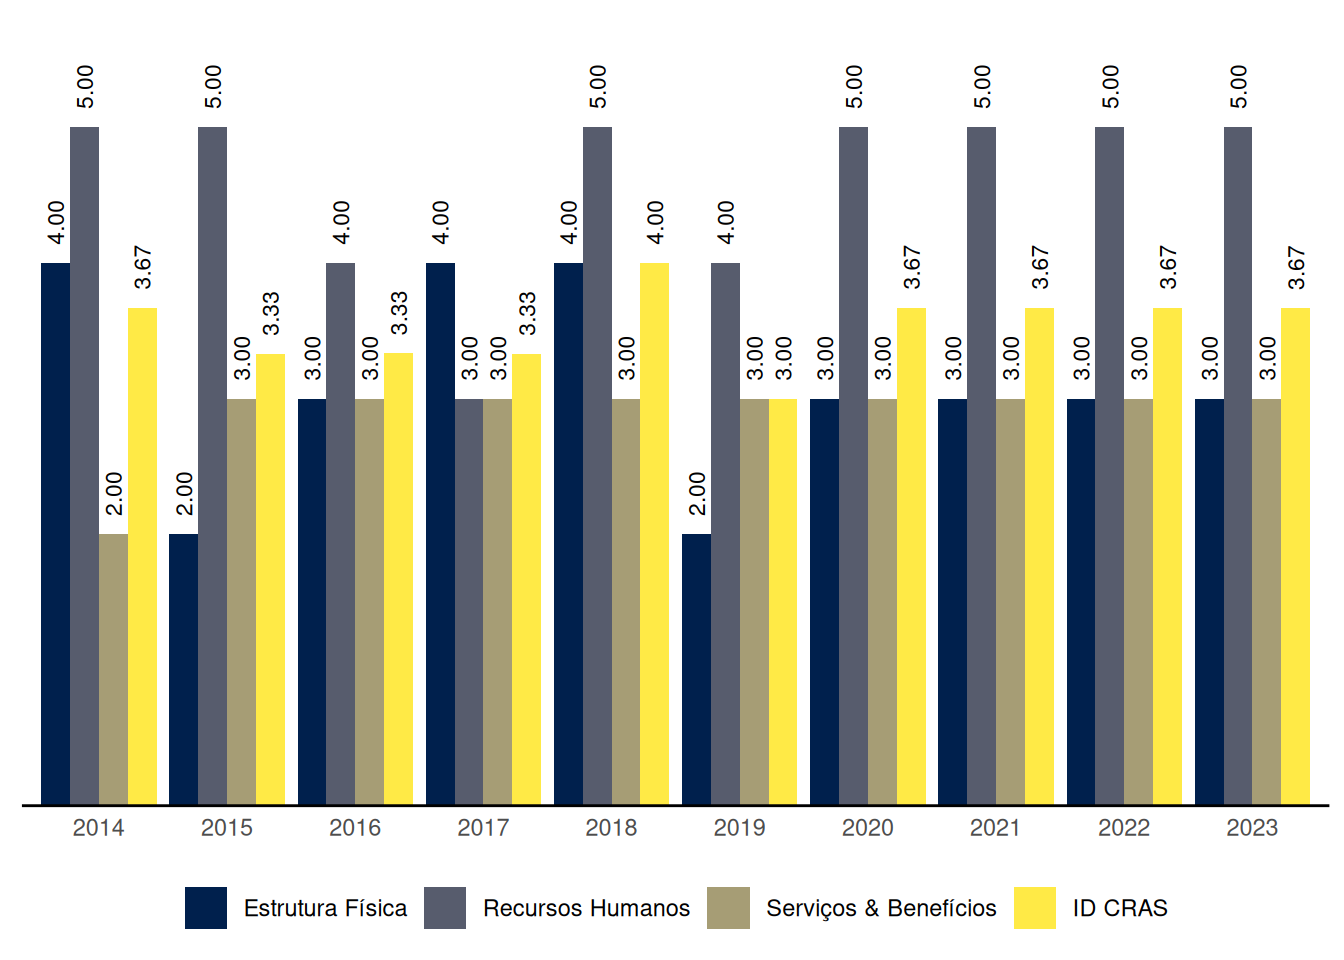 4.00 5.00 2.00 3.67 2.00 5.00 3.00 3.33 3.00 4.00 3.00 3.33 4.00 3.00 3.00 3.33 4.00 5.00 3.00 4.00 2.00 4.00 3.00 3.00 3.00 5.00 3.00 3.67 3.00 5.00 3.00 3.67 3.00 5.00 3.00 3.67 3.00 5.00 3.00 3.67
2014 2015 2016 2017 2018 2019 2020 2021 2022 2023
Estrutura Física Recursos Humanos Serviços & Benefícios ID CRAS